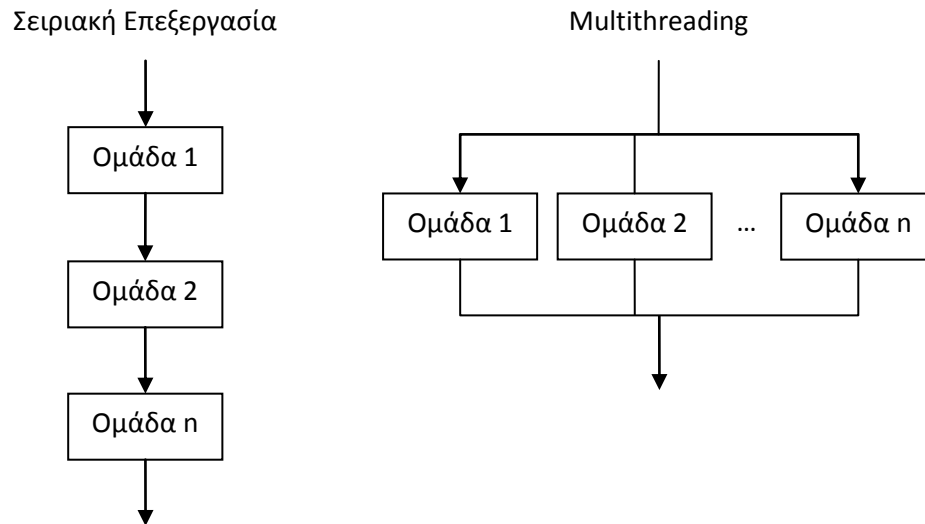 Σειριακή Επεξεργασία
Ομάδα 1
Ομάδα 2
Ομάδα n
Multithreading
Ομάδα 1
Ομάδα 2
...
Ομάδα n